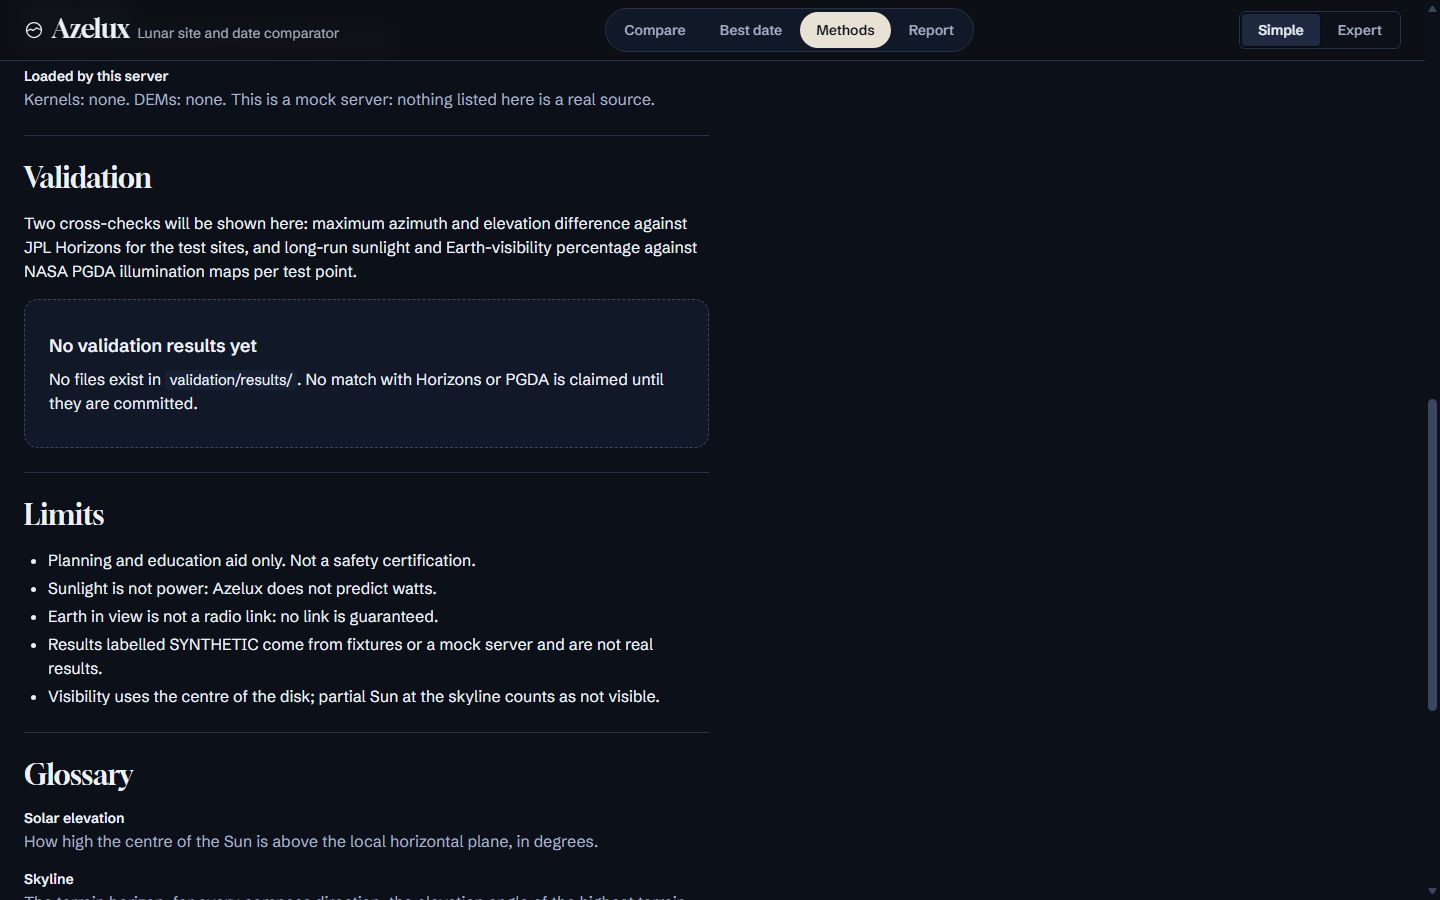 Azelux Lunar site and date comparator
Compare Best date Methods Report
Simple Expert
Loaded by this server
Kernels: none. DEMs: none. This is a mock server: nothing listed here is a real source.
Validation
Two cross-checks will be shown here: maximum azimuth and elevation difference against
JPL Horizons for the test sites, and long-run sunlight and Earth-visibility percentage against
NASA PGDA illumination maps per test point.
No validation results yet
No files exist in validation/results/ . No match with Horizons or PGDA is claimed until
they are committed.
Limits
• Planning and education aid only. Not a safety certification.
• Sunlight is not power: Azelux does not predict watts.
• Earth in view is not a radio link: no link is guaranteed.
• Results labelled SYNTHETIC come from fixtures or a mock server and are not real
results.
• Visibility uses the centre of the disk; partial Sun at the skyline counts as not visible.
Glossary
Solar elevation
How high the centre of the Sun is above the local horizontal plane, in degrees.
Skyline